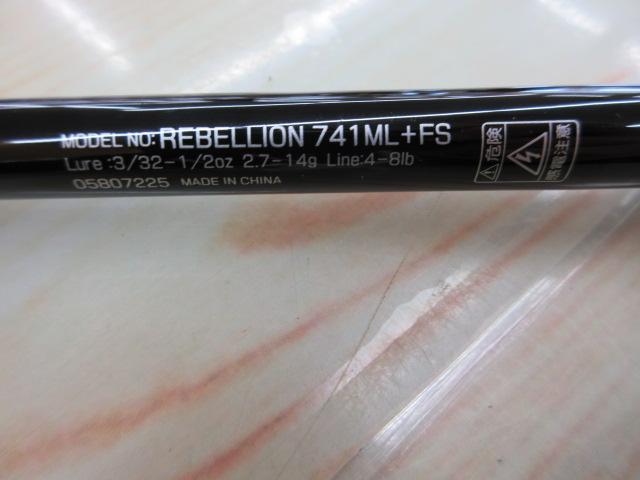 MODEL NO: REBELLION 741ML+FS
Lure :3/32-1/2oz 2.7-14g Line:4-8lb
05807225 MADE IN CHINA
危険
感電注意